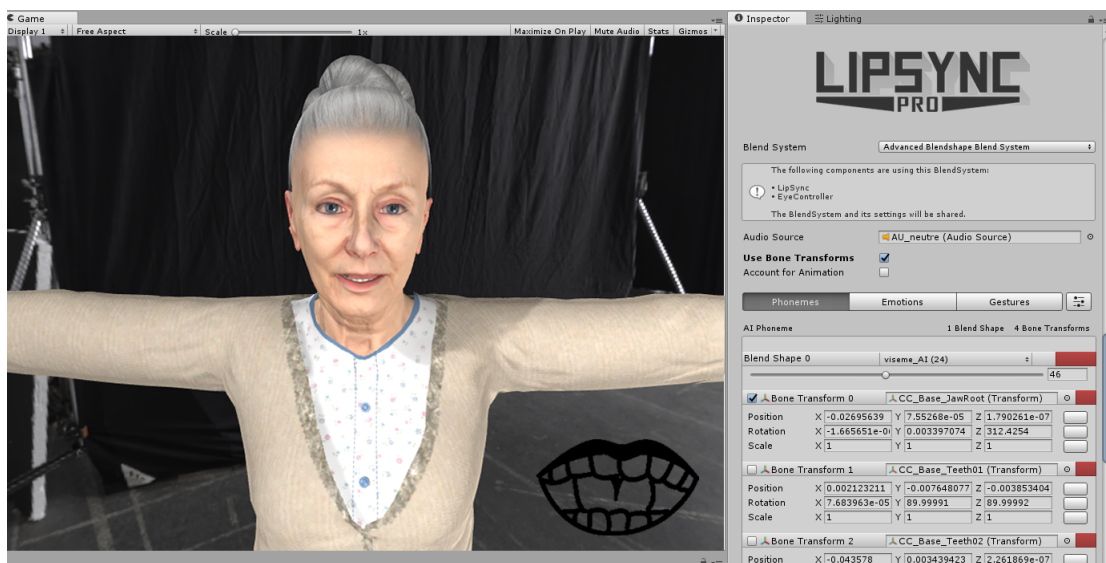 Game
Display 1 Free Aspect Scale 1x Maximize On Play Mute Audio Stats Gizmos
Inspector Lighting
LIPSYNC
PRO
Blend System Advanced Blendshape Blend System
The following components are using this BlendSystem:
• LipSync
• EyeController
The BlendSystem and its settings will be shared.
Audio Source AU_neutre (Audio Source)
Use Bone Transforms
Account for Animation
Phonemes Emotions Gestures
AI Phoneme 1 Blend Shape 4 Bone Transforms
Blend Shape 0 viseme_AI (24)
46
Bone Transform 0 CC_Base_JawRoot (Transform)
Position X -0.02695639 Y 7.55268e-05 Z 1.790261e-07
Rotation X -1.665651e-0 Y 0.003397074 Z 312.4254
Scale X 1 Y 1 Z 1
Bone Transform 1 CC_Base_Teeth01 (Transform)
Position X 0.002123211 Y -0.007648077 Z -0.003853404
Rotation X 7.683963e-05 Y 89.99991 Z 89.99992
Scale X 1 Y 1 Z 1
Bone Transform 2 CC_Base_Teeth02 (Transform)
Position X -0.043578 Y 0.003439423 Z 2.261869e-07